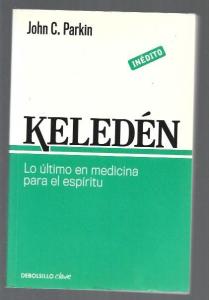 John C. Parkin
INÉDITO
KELEDÉN
Lo último en medicina
para el espíritu
DEBOLSILLO clave